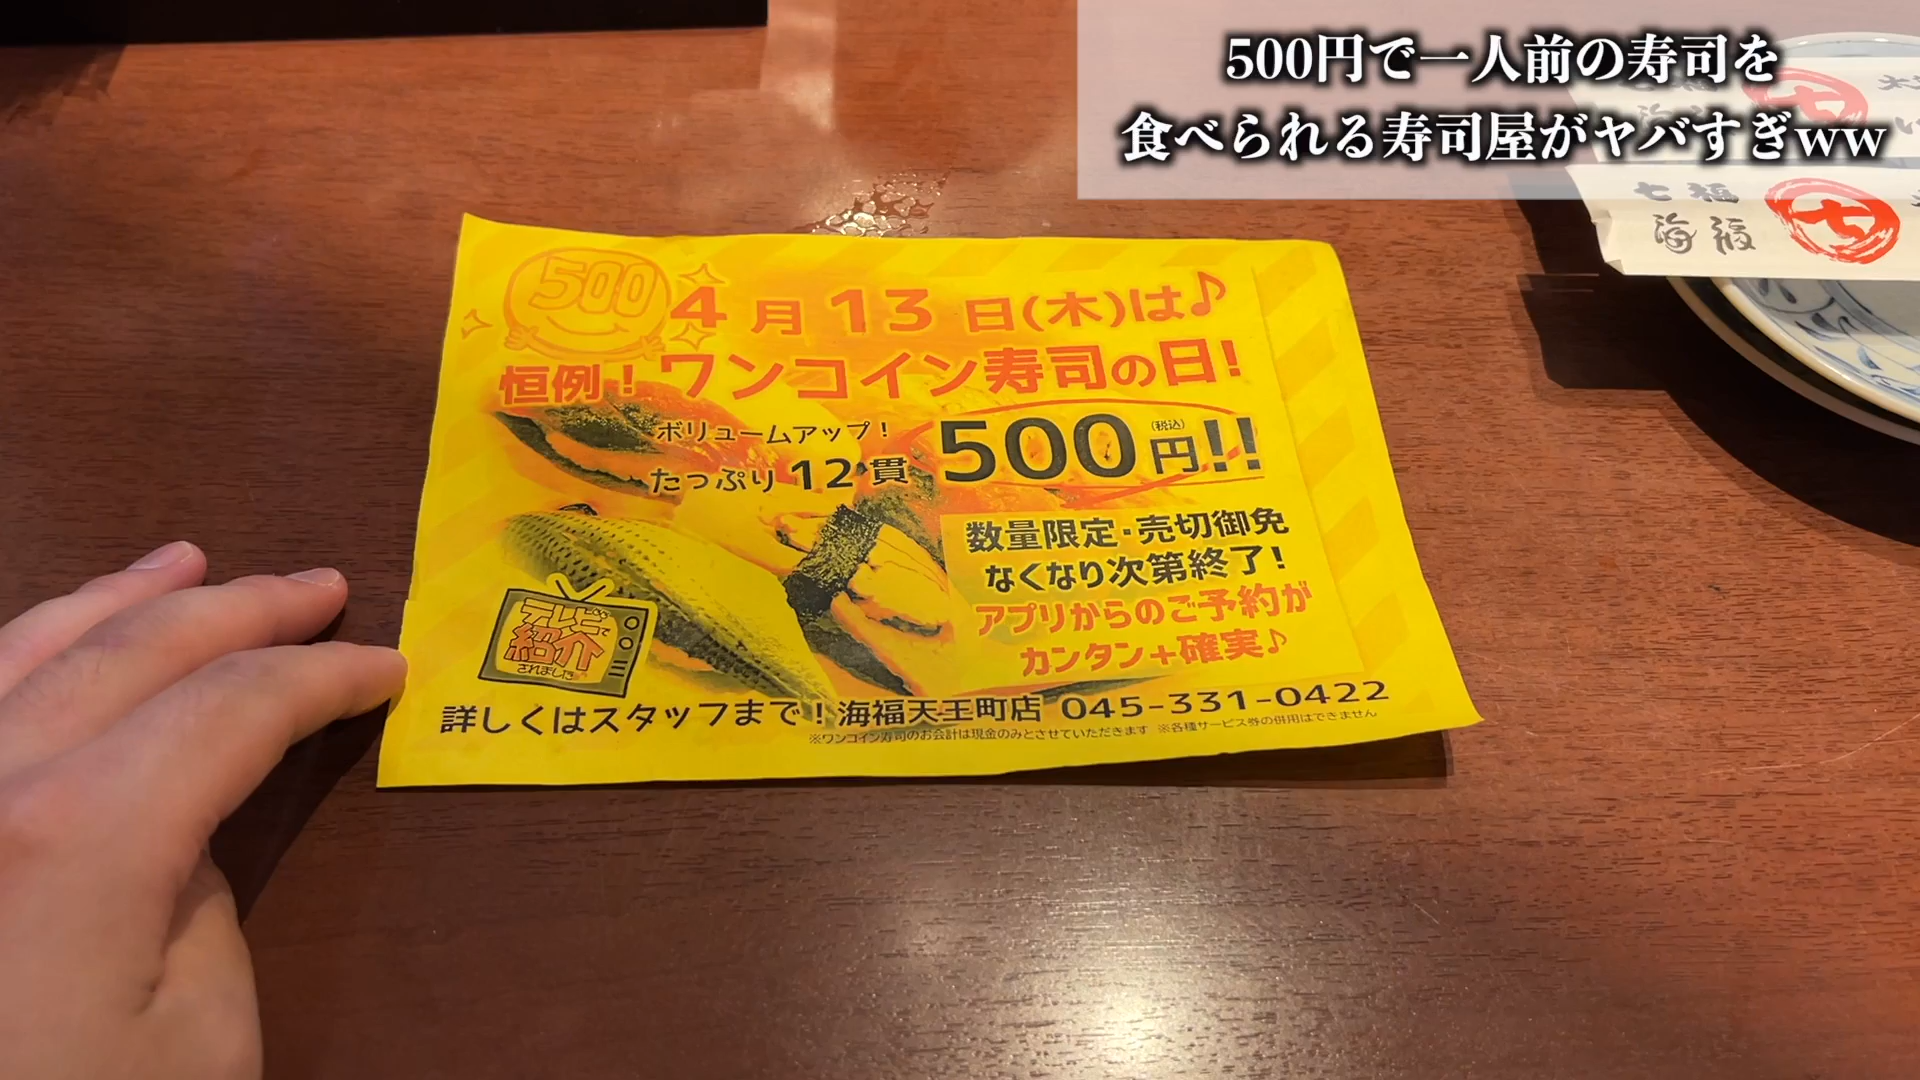 500円で一人前の寿司を
食べられる寿司屋がヤバすぎww
500
4月13日(木)は♪
恒例！ワンコイン寿司の日！
ボリュームアップ！
たっぷり12貫
500円(税込)!!
数量限定・売切御免
なくなり次第終了！
アプリからのご予約が
カンタン+確実♪
テレビで
紹介
されました
詳しくはスタッフまで！海福天王町店 045-331-0422
※ワンコイン寿司のお会計は現金のみとさせていただきます ※各種サービス券の併用はできません
七福
海福
七